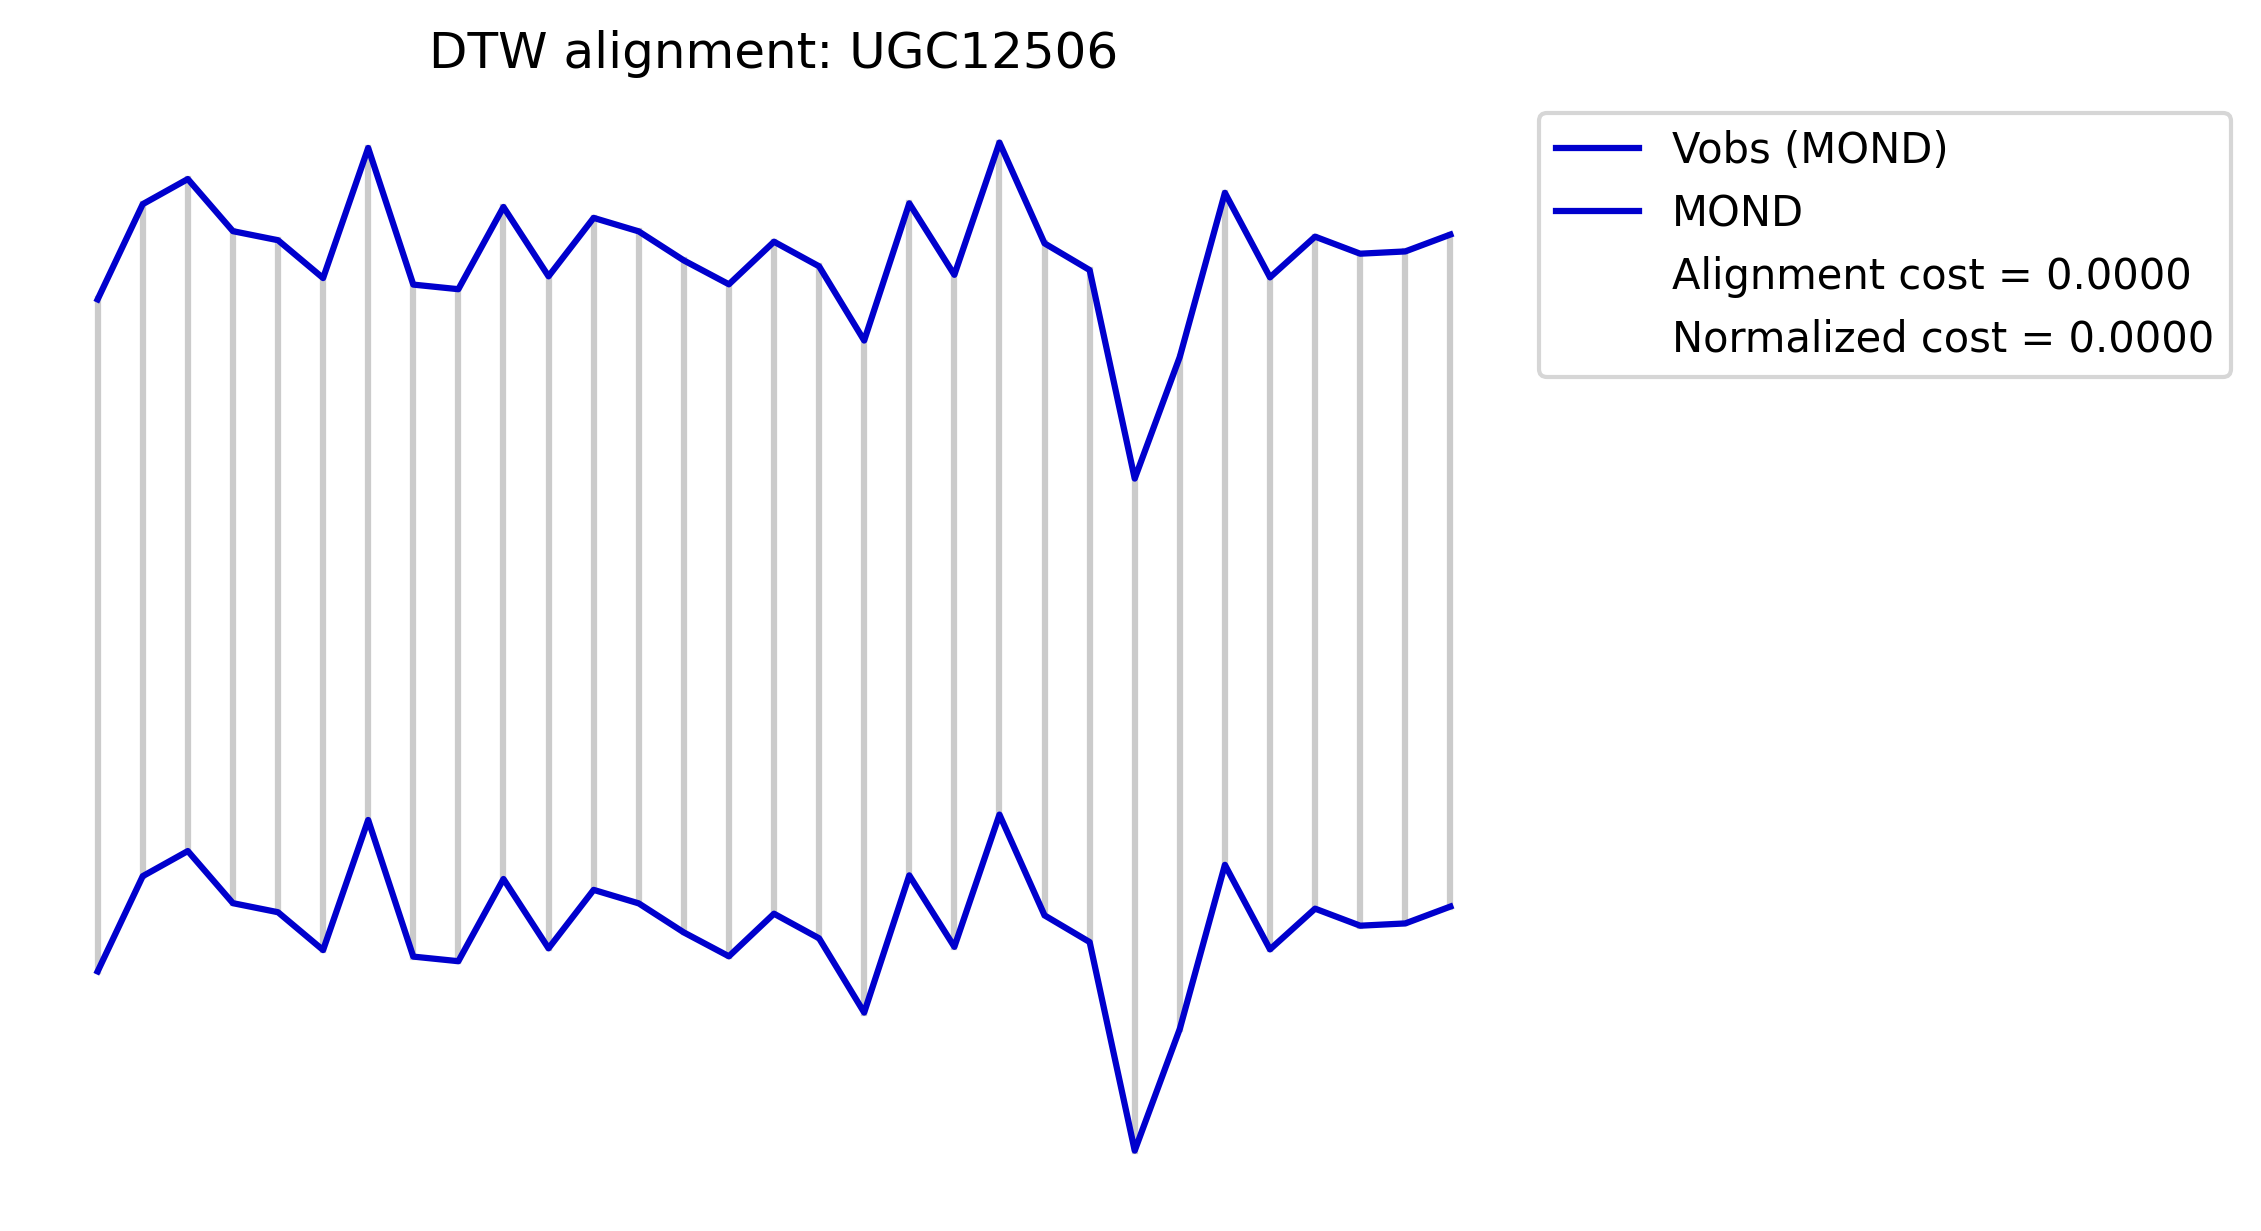 DTW alignment: UGC12506
Vobs (MOND)
MOND
Alignment cost = 0.0000
Normalized cost = 0.0000